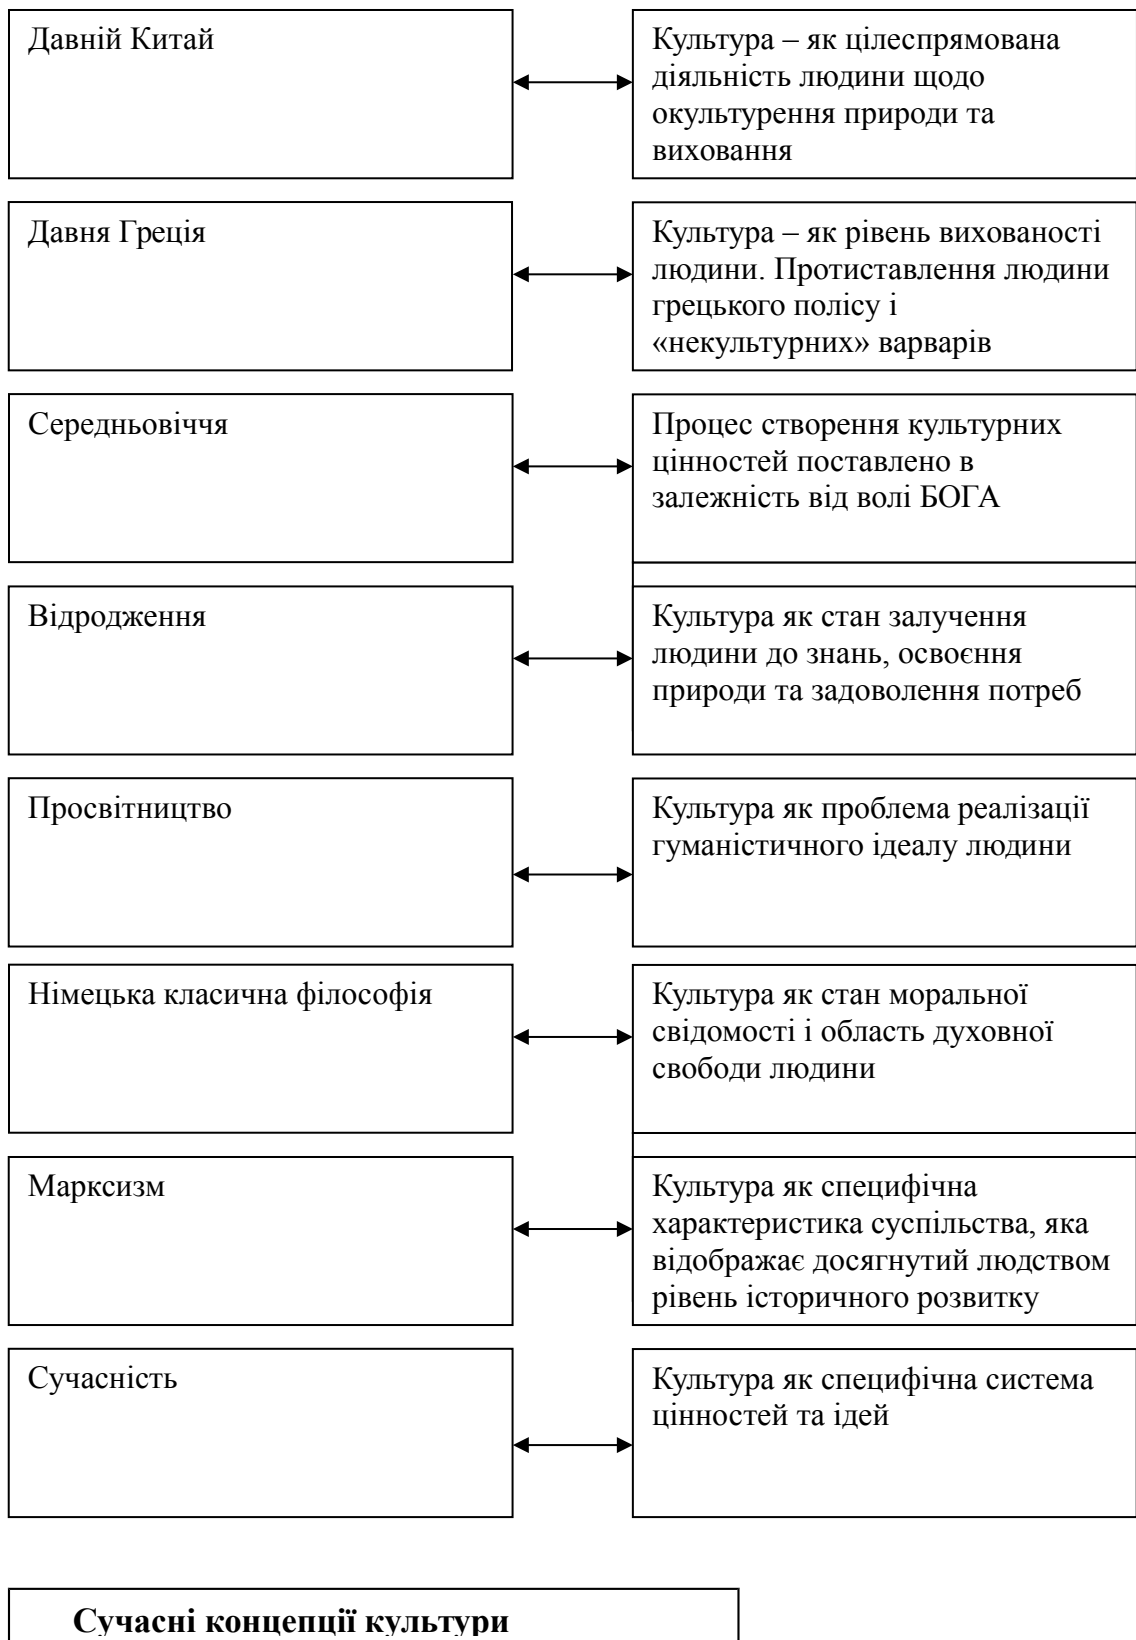 Давній Китай
Культура – як цілеспрямована
діяльність людини щодо
окультурення природи та
виховання
Давня Греція
Культура – як рівень вихованості
людини. Протиставлення людини
грецького полісу і
«некультурних» варварів
Середньовіччя
Процес створення культурних
цінностей поставлено в
залежність від волі БОГА
Відродження
Культура як стан залучення
людини до знань, освоєння
природи та задоволення потреб
Просвітництво
Культура як проблема реалізації
гуманістичного ідеалу людини
Німецька класична філософія
Культура як стан моральної
свідомості і область духовної
свободи людини
Марксизм
Культура як специфічна
характеристика суспільства, яка
відображає досягнутий людством
рівень історичного розвитку
Сучасність
Культура як специфічна система
цінностей та ідей
Сучасні концепції культури